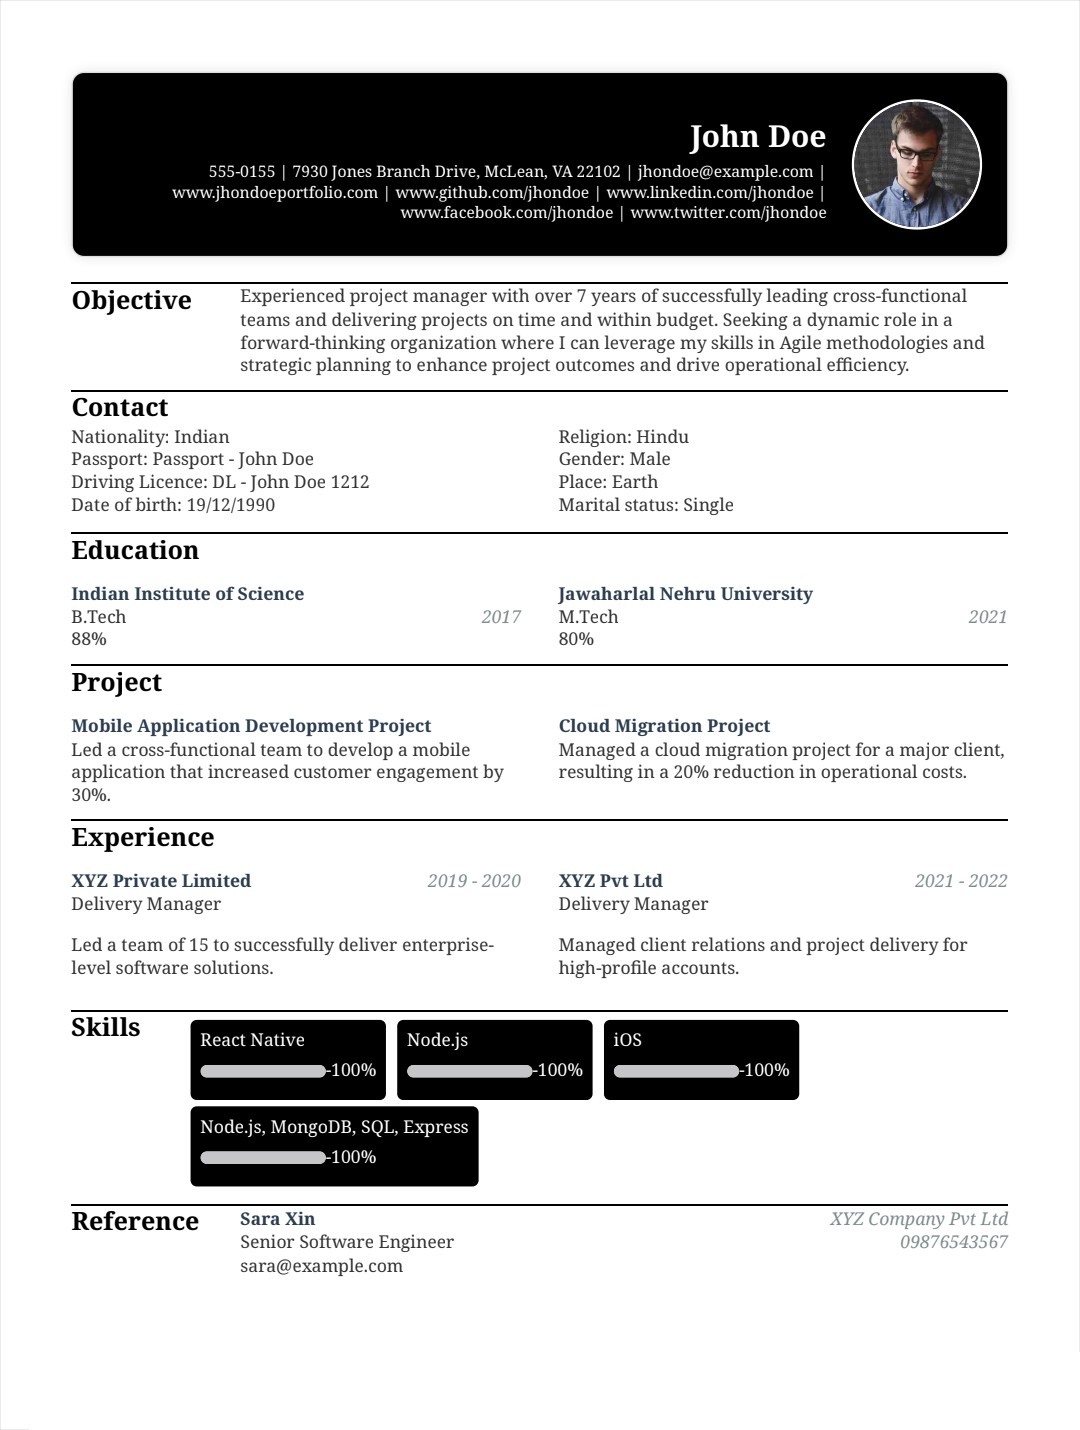 John Doe
555-0155 | 7930 Jones Branch Drive, McLean, VA 22102 | jhondoe@example.com |
www.jhondoeportfolio.com | www.github.com/jhondoe | www.linkedin.com/jhondoe |
www.facebook.com/jhondoe | www.twitter.com/jhondoe
Objective
Experienced project manager with over 7 years of successfully leading cross-functional
teams and delivering projects on time and within budget. Seeking a dynamic role in a
forward-thinking organization where I can leverage my skills in Agile methodologies and
strategic planning to enhance project outcomes and drive operational efficiency.
Contact
Nationality: Indian
Passport: Passport - John Doe
Driving Licence: DL - John Doe 1212
Date of birth: 19/12/1990
Religion: Hindu
Gender: Male
Place: Earth
Marital status: Single
Education
Indian Institute of Science
B.Tech 2017
88%
Jawaharlal Nehru University
M.Tech 2021
80%
Project
Mobile Application Development Project
Led a cross-functional team to develop a mobile
application that increased customer engagement by
30%.
Cloud Migration Project
Managed a cloud migration project for a major client,
resulting in a 20% reduction in operational costs.
Experience
XYZ Private Limited 2019 - 2020
Delivery Manager
Led a team of 15 to successfully deliver enterprise-
level software solutions.
XYZ Pvt Ltd 2021 - 2022
Delivery Manager
Managed client relations and project delivery for
high-profile accounts.
Skills
React Native
-100%
Node.js
-100%
iOS
-100%
Node.js, MongoDB, SQL, Express
-100%
Reference
Sara Xin XYZ Company Pvt Ltd
Senior Software Engineer 09876543567
sara@example.com